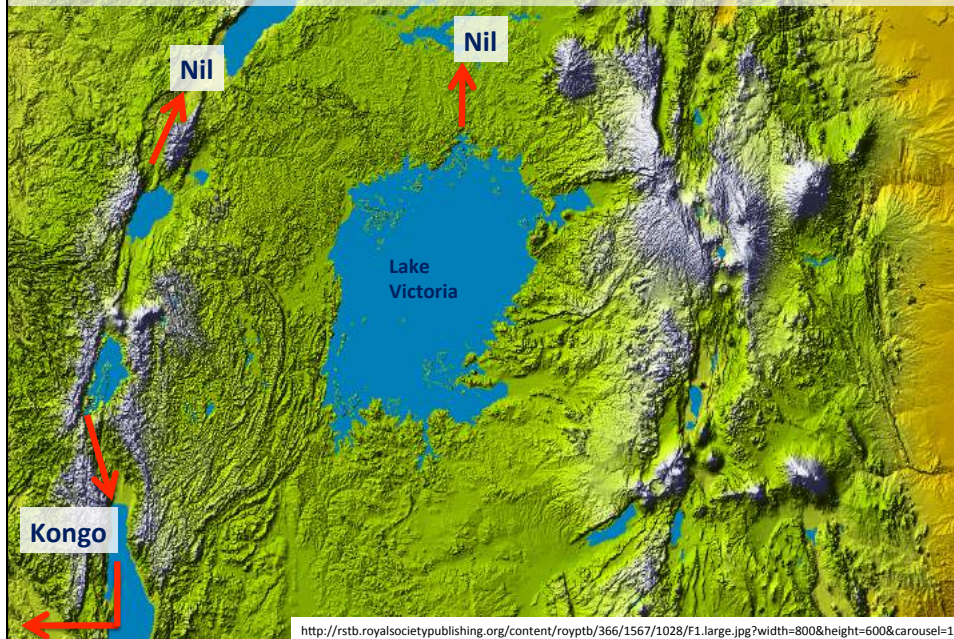 Nil
Nil
Lake
Victoria
Kongo
http://rstb.royalsocietypublishing.org/content/royptb/366/1567/1028/F1.large.jpg?width=800&height=600&carousel=1